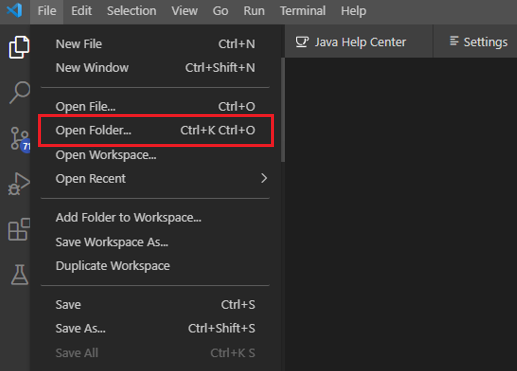 File Edit Selection View Go Run Terminal Help
New File Ctrl+N
New Window Ctrl+Shift+N
Open File... Ctrl+O
Open Folder... Ctrl+K Ctrl+O
Open Workspace...
Open Recent
Add Folder to Workspace...
Save Workspace As...
Duplicate Workspace
Save Ctrl+S
Save As... Ctrl+Shift+S
Save All Ctrl+K S
Java Help Center Settings
71